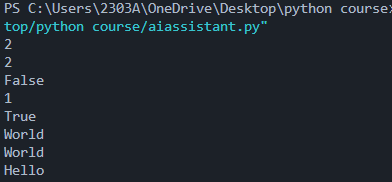 PS C:\Users\2303A\OneDrive\Desktop\python course>
top/python course/aiassistant.py"
2
2
False
1
True
World
World
Hello